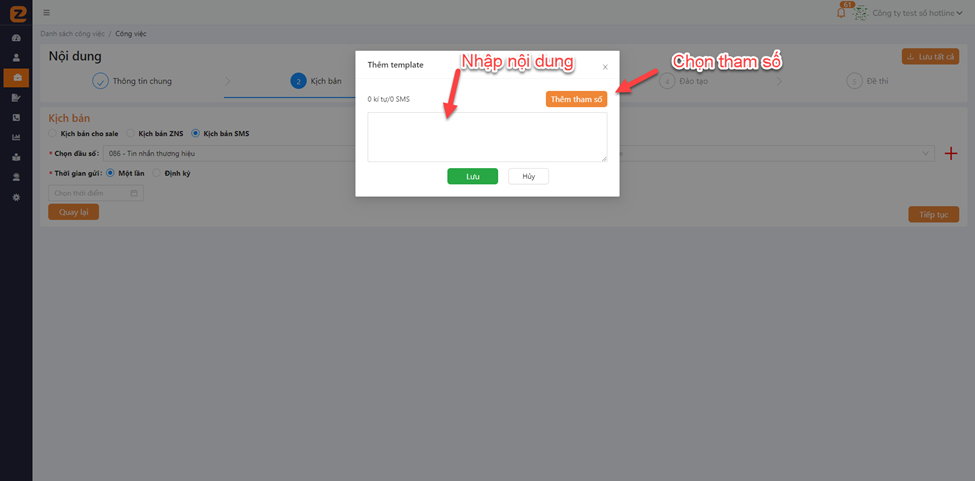 61
Công ty test số hotline
Danh sách công việc / Công việc
Nội dung
Lưu tất cả
Thông tin chung
2 Kịch bản
4 Đào tạo
5 Đề thi
Thêm template
Nhập nội dung
Chọn tham số
0 kí tự/0 SMS
Thêm tham số
Lưu
Hủy
Kịch bản
Kịch bản cho sale
Kịch bản ZNS
Kịch bản SMS
* Chọn đầu số: 086 - Tin nhắn thương hiệu
* Thời gian gửi: Một lần Định kỳ
Chọn thời điểm
Quay lại
Tiếp tục